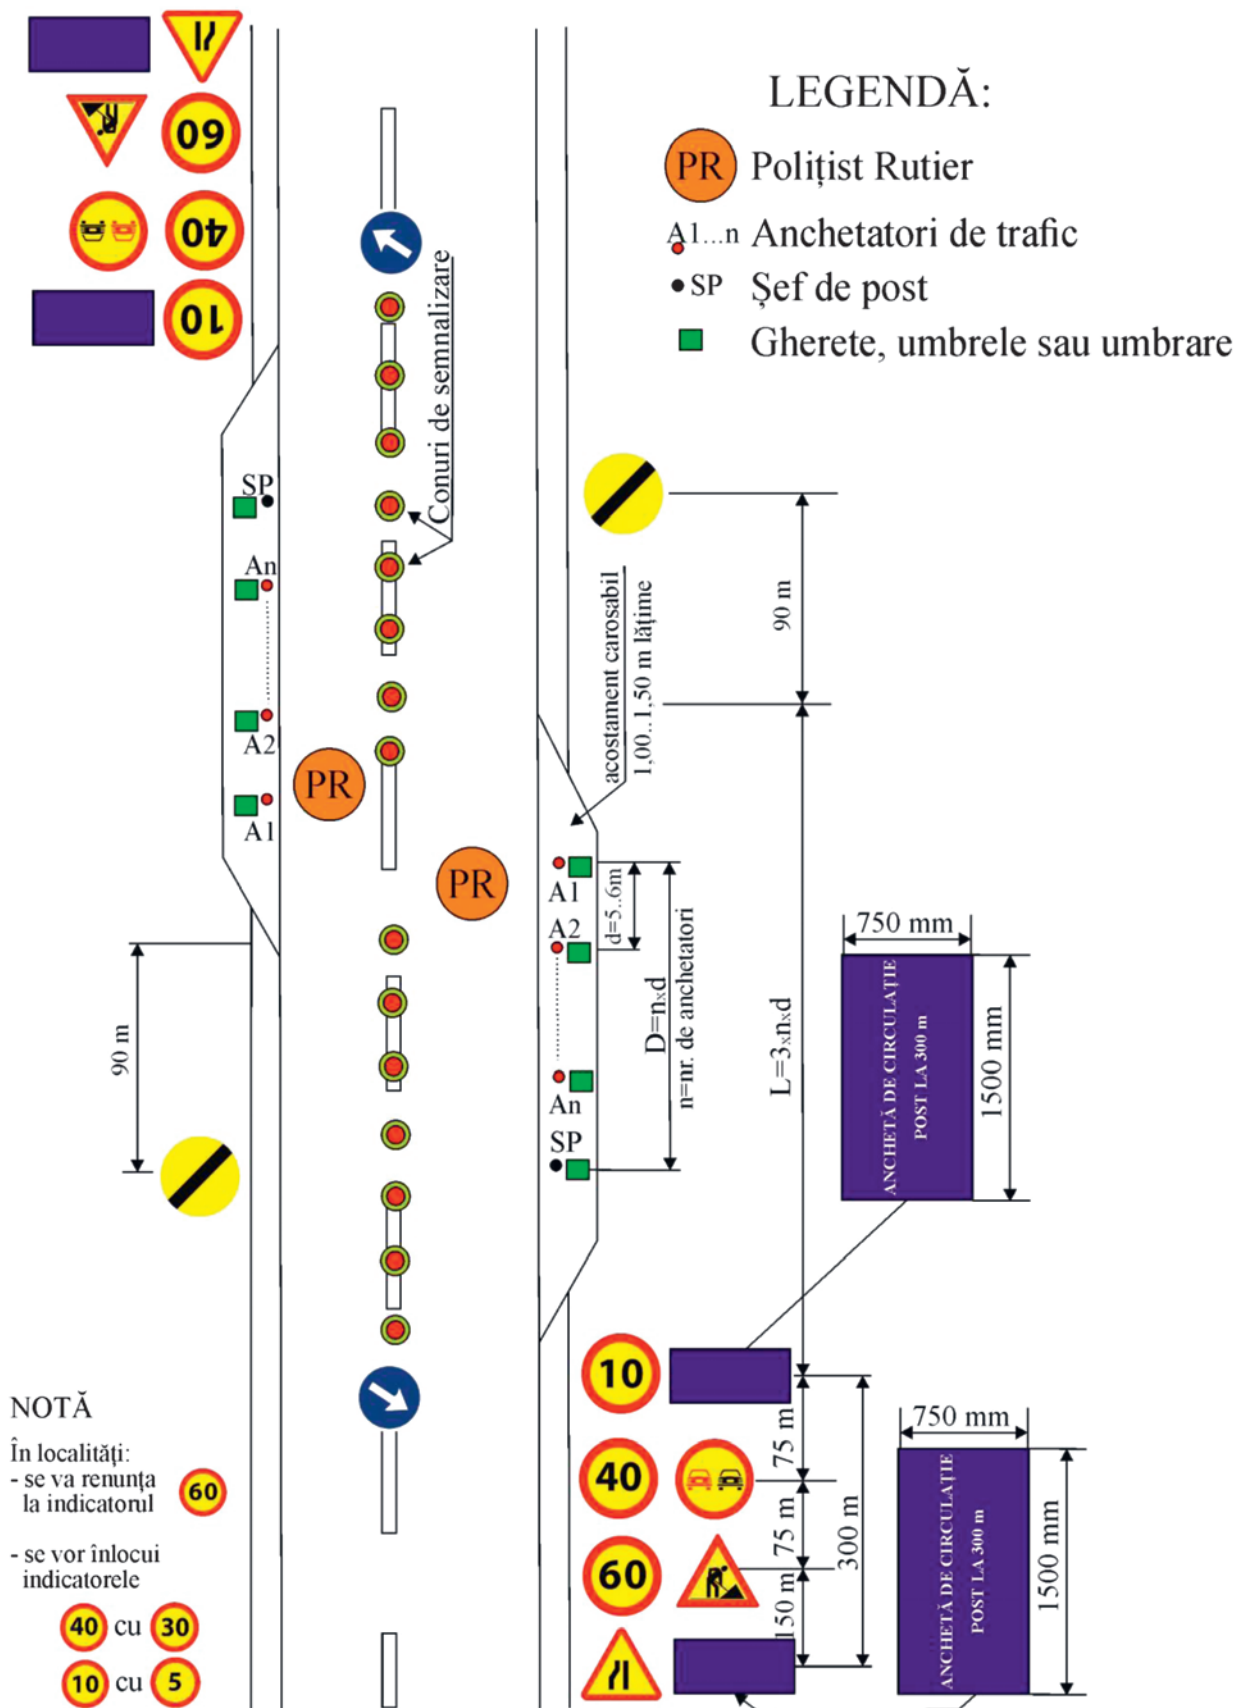 LEGENDĂ:
PR Polițist Rutier
A1...n Anchetatori de trafic
SP Șef de post
Gherete, umbrele sau umbrare
60
40
10
Conuri de semnalizare
SP
An
A2
A1
PR
PR
90 m
acostament carosabil
1,00..1,50 m lățime
A1
A2
An
SP
d=5..6m
D=nxd
n=nr. de anchetatori
L=3xnxd
90 m
750 mm
1500 mm
ANCHETĂ DE CIRCULAȚIE
POST LA 300 m
10
40
60
75 m
75 m
150 m
300 m
750 mm
1500 mm
ANCHETĂ DE CIRCULAȚIE
POST LA 300 m
NOTĂ
În localități:
- se va renunța
la indicatorul 60
- se vor înlocui
indicatorele
40 cu 30
10 cu 5